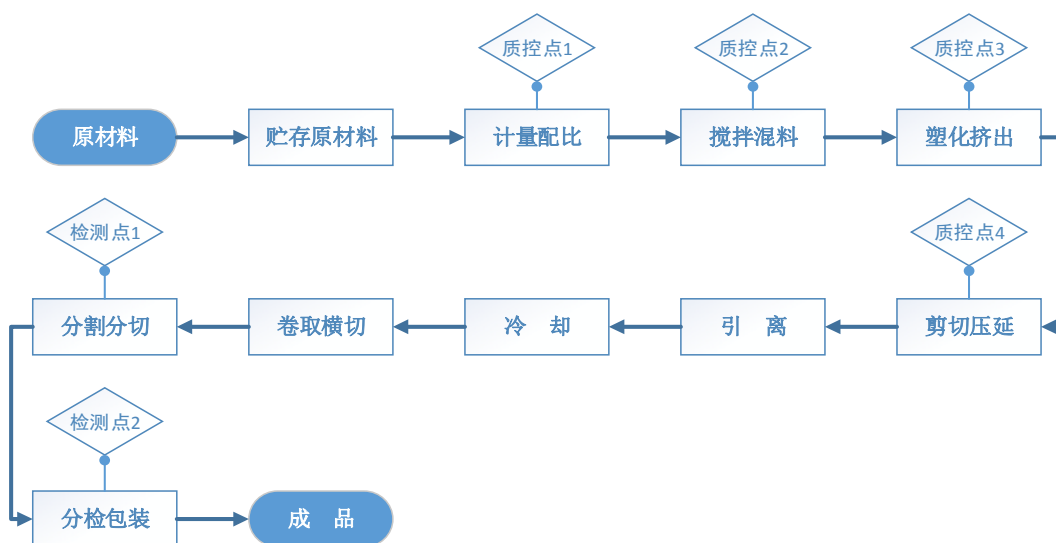 质控点1
质控点2
质控点3
原材料
贮存原材料
计量配比
搅拌混料
塑化挤出
检测点1
质控点4
分割分切
卷取横切
冷 却
引 离
剪切压延
检测点2
分检包装
成 品